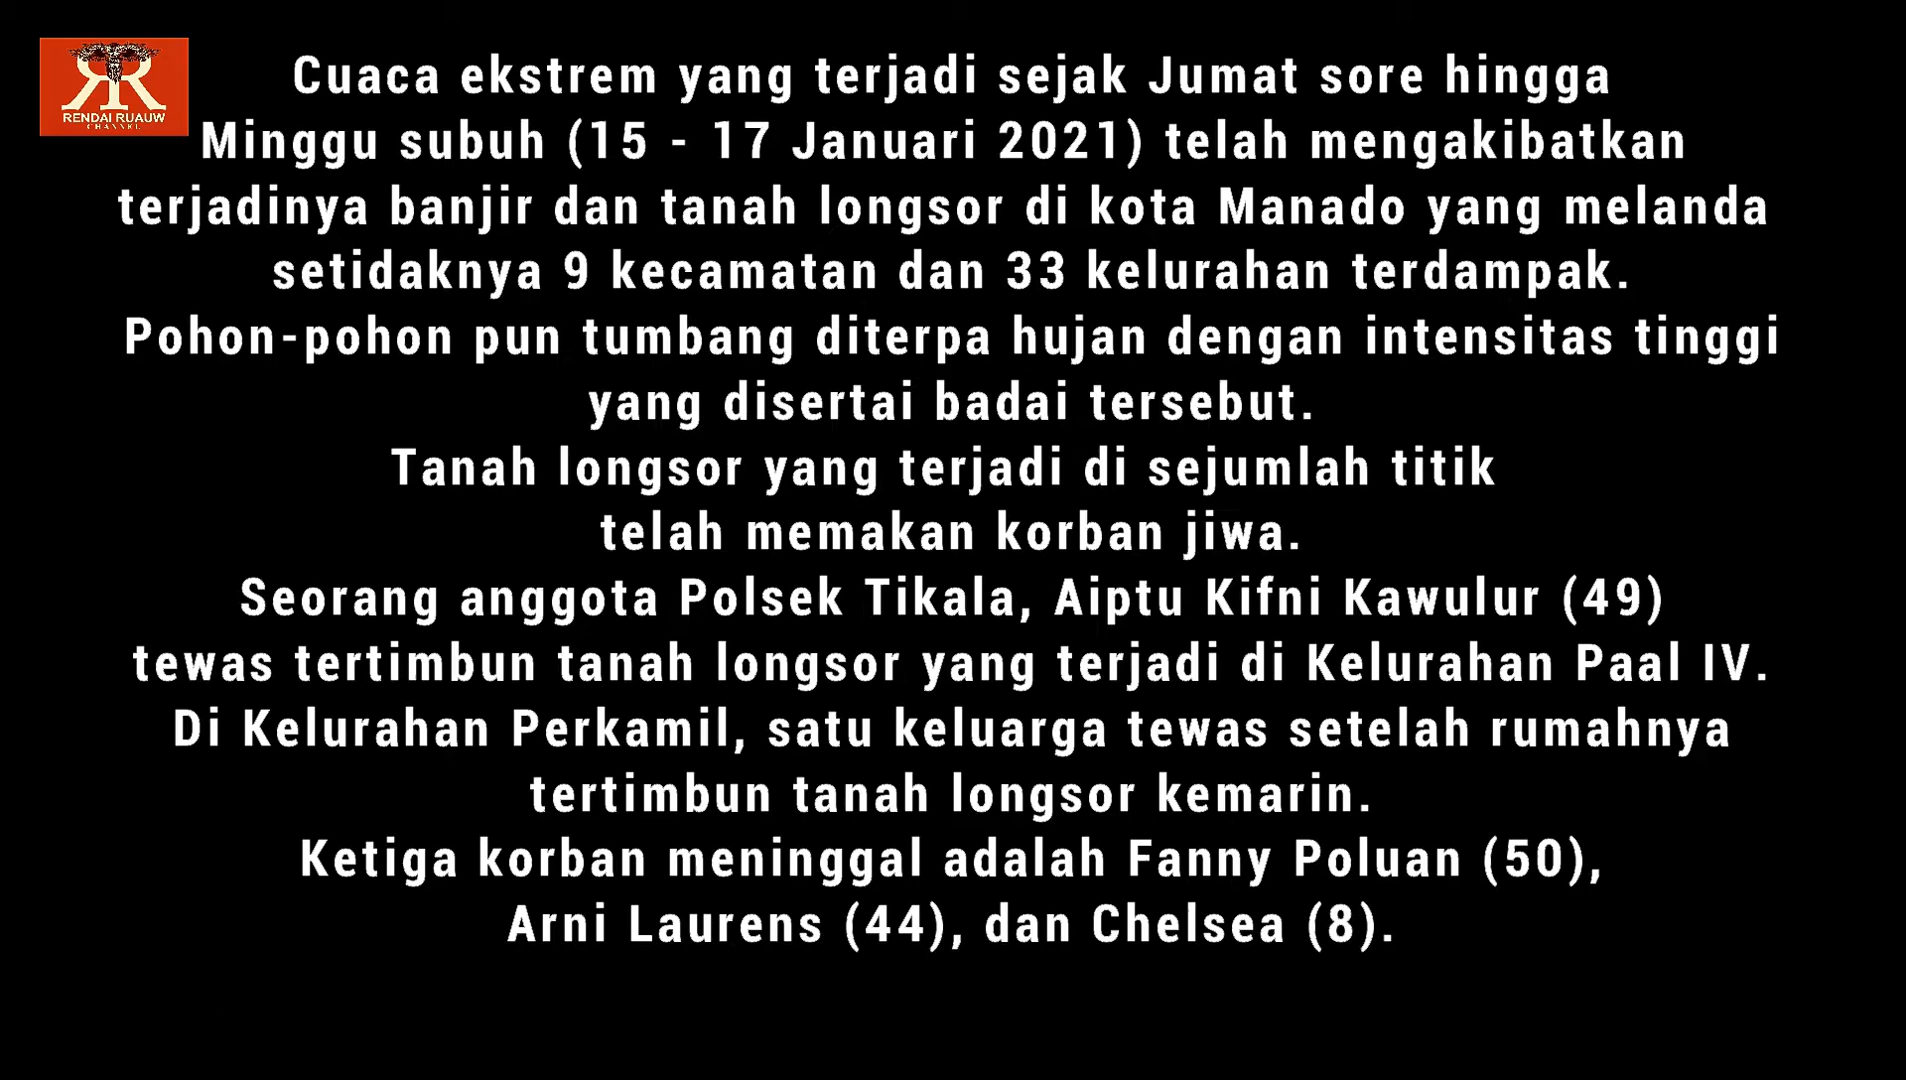 RENDAI RUAUW
CHANNEL
Cuaca ekstrem yang terjadi sejak Jumat sore hingga
Minggu subuh (15 - 17 Januari 2021) telah mengakibatkan
terjadinya banjir dan tanah longsor di kota Manado yang melanda
setidaknya 9 kecamatan dan 33 kelurahan terdampak.
Pohon-pohon pun tumbang diterpa hujan dengan intensitas tinggi
yang disertai badai tersebut.
Tanah longsor yang terjadi di sejumlah titik
telah memakan korban jiwa.
Seorang anggota Polsek Tikala, Aiptu Kifni Kawulur (49)
tewas tertimbun tanah longsor yang terjadi di Kelurahan Paal IV.
Di Kelurahan Perkamil, satu keluarga tewas setelah rumahnya
tertimbun tanah longsor kemarin.
Ketiga korban meninggal adalah Fanny Poluan (50),
Arni Laurens (44), dan Chelsea (8).